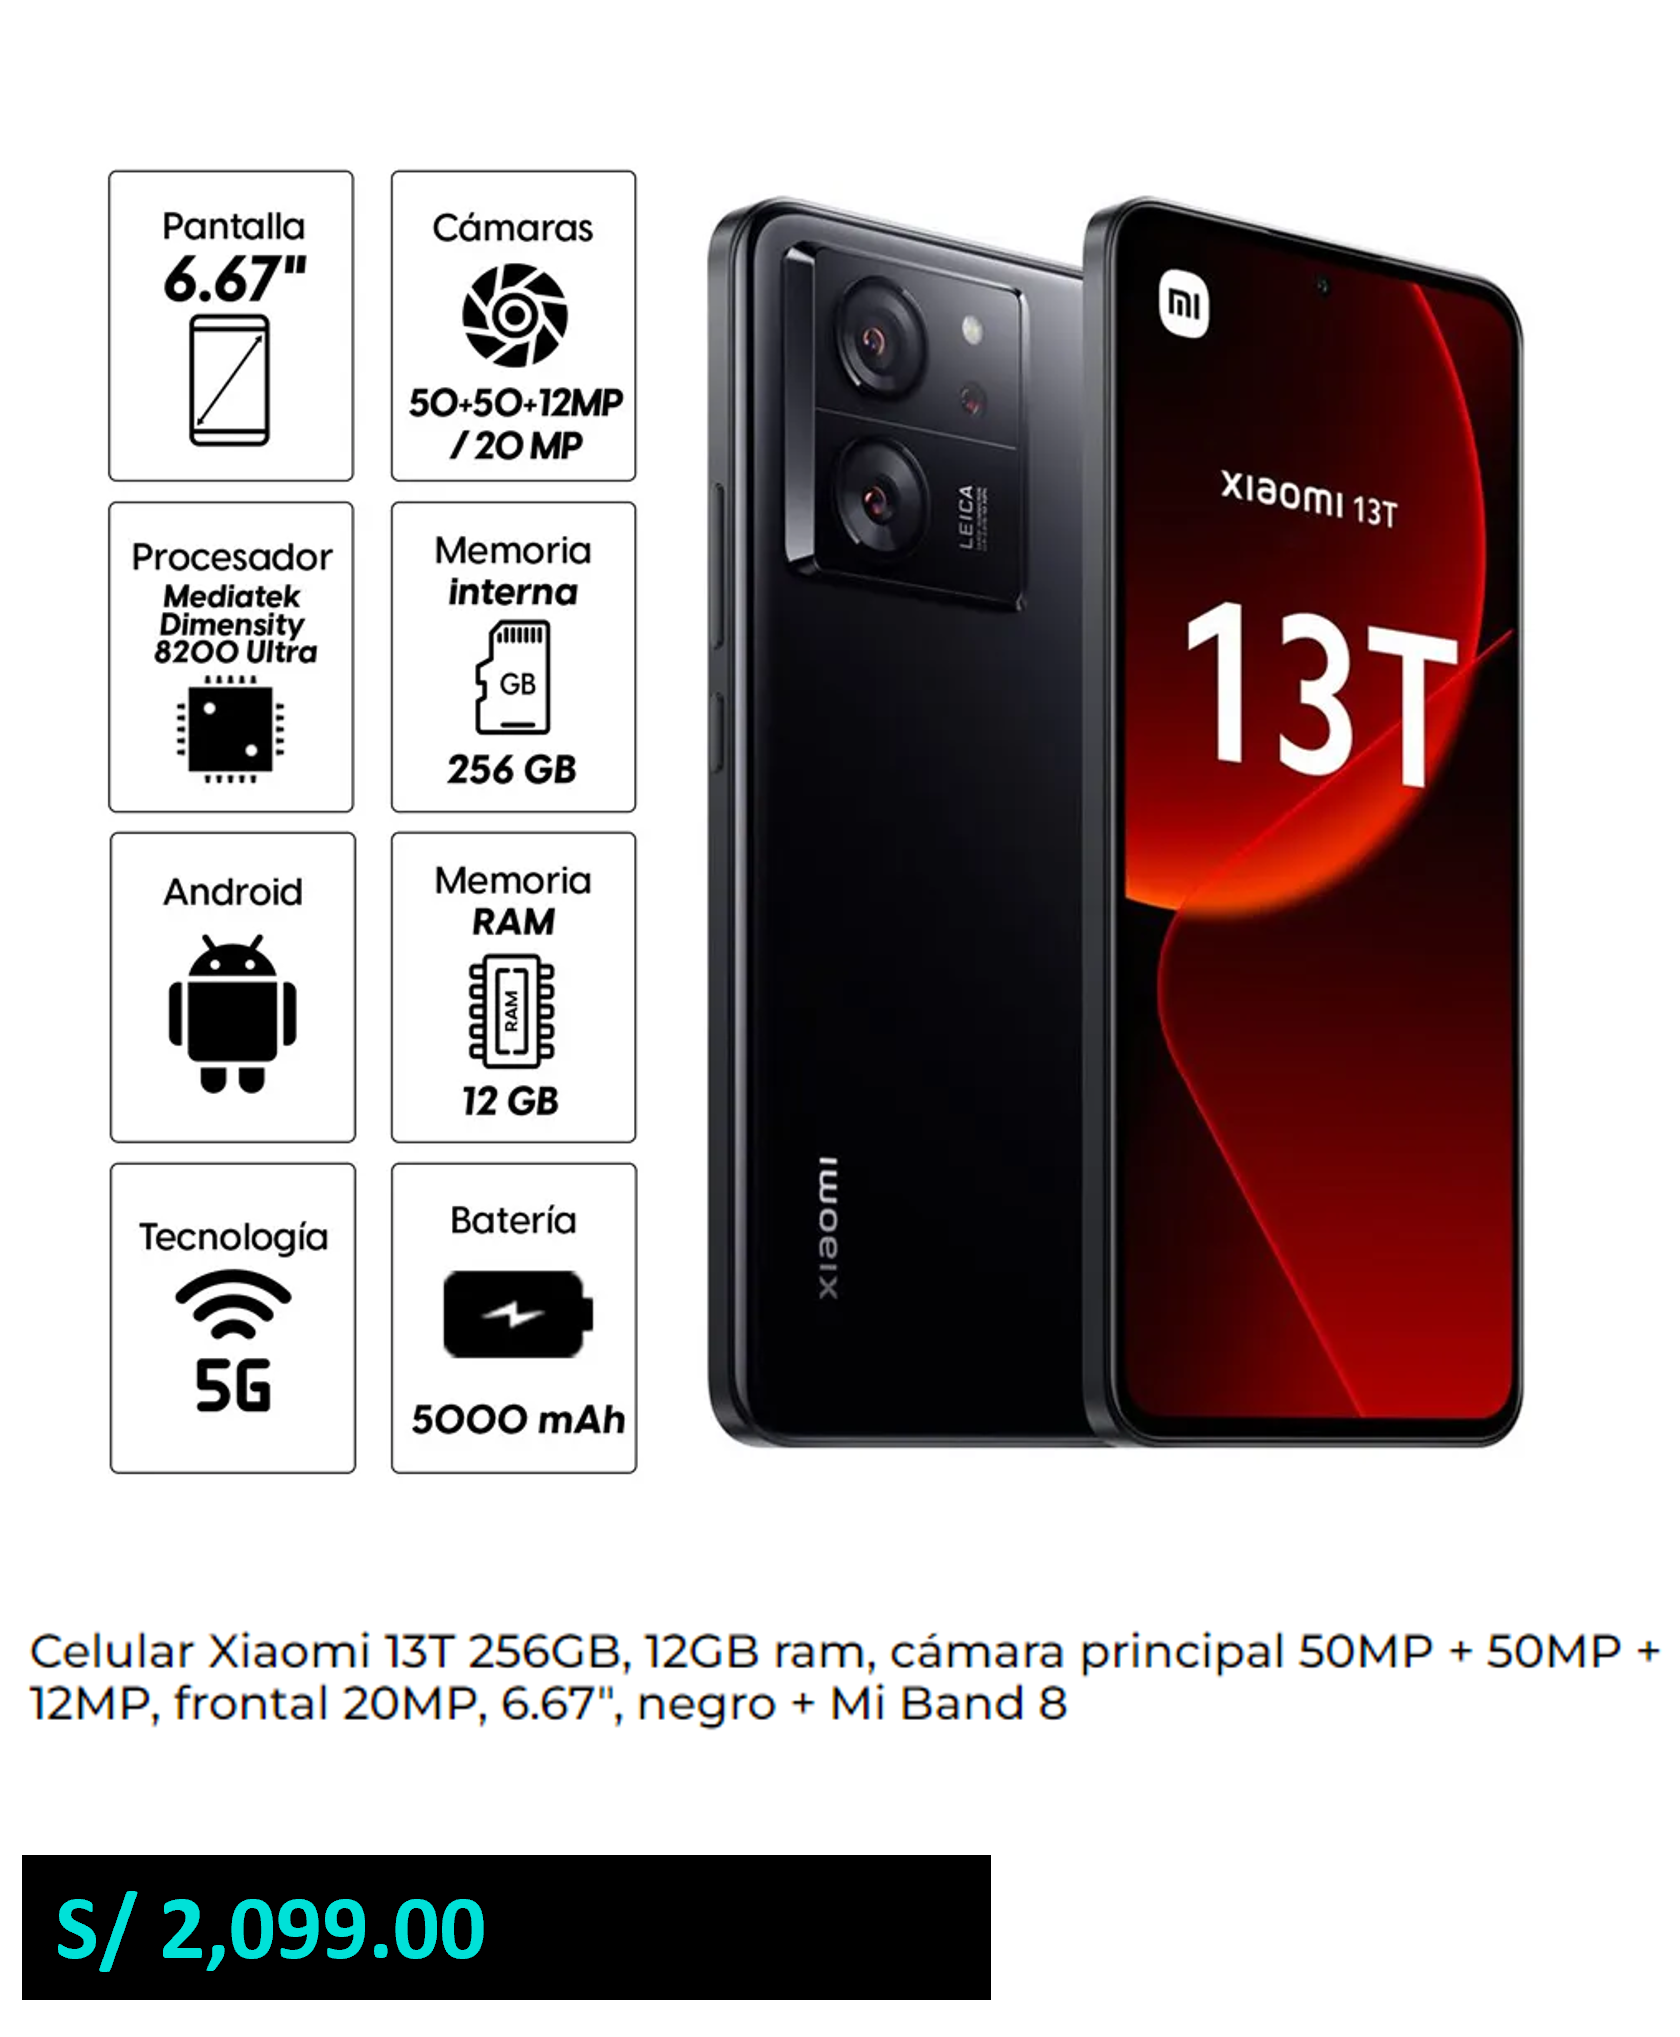 Pantalla
6.67"
Cámaras
50+50+12MP
/ 20 MP
Procesador
Mediatek
Dimensity
8200 Ultra
Memoria
interna
GB
256 GB
Android
Memoria
RAM
RAM
12 GB
Tecnología
5G
Batería
5000 mAh
LEICA
xiaomi
mi
xiaomi 13T
13T
Celular Xiaomi 13T 256GB, 12GB ram, cámara principal 50MP + 50MP +
12MP, frontal 20MP, 6.67", negro + Mi Band 8
S/ 2,099.00